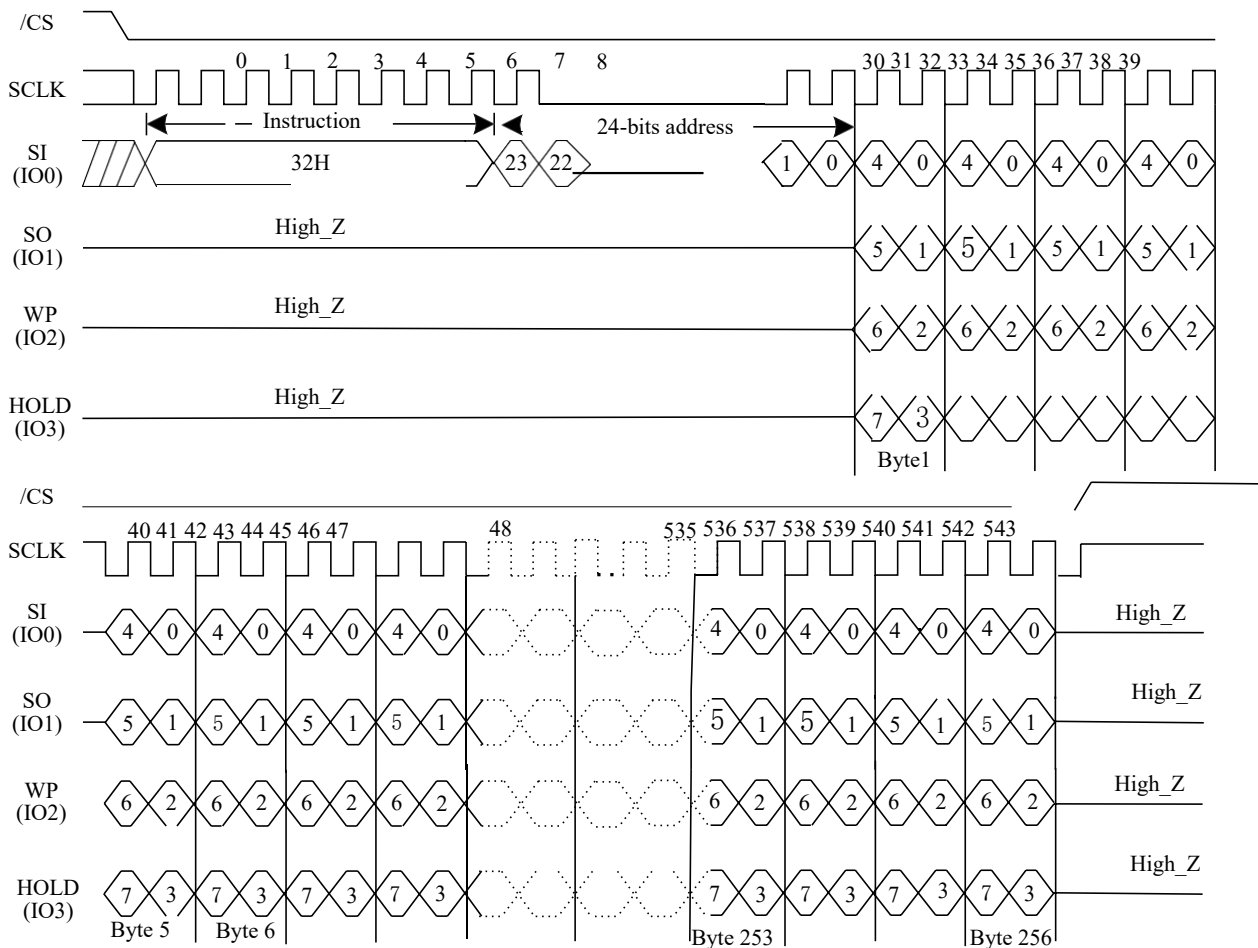 /CS
0 1 2 3 4 5 6 7 8 30 31 32 33 34 35 36 37 38 39
SCLK
Instruction 24-bits address
SI 32H 23 22 1 0 4 0 4 0 4 0 4 0
(IO0)
SO High_Z 5 1 5 1 5 1 5 1
(IO1)
WP High_Z 6 2 6 2 6 2 6 2
(IO2)
HOLD High_Z 7 3
(IO3)
Byte1
/CS
40 41 42 43 44 45 46 47 48 535 536 537 538 539 540 541 542 543
SCLK
SI 4 0 4 0 4 0 4 0 4 0 4 0 4 0 4 0 High_Z
(IO0)
SO 5 1 5 1 5 1 5 1 5 1 5 1 5 1 5 1 High_Z
(IO1)
WP 6 2 6 2 6 2 6 2 6 2 6 2 6 2 6 2 High_Z
(IO2)
HOLD 7 3 7 3 7 3 7 3 7 3 7 3 7 3 7 3 High_Z
(IO3)
Byte 5 Byte 6 Byte 253 Byte 256